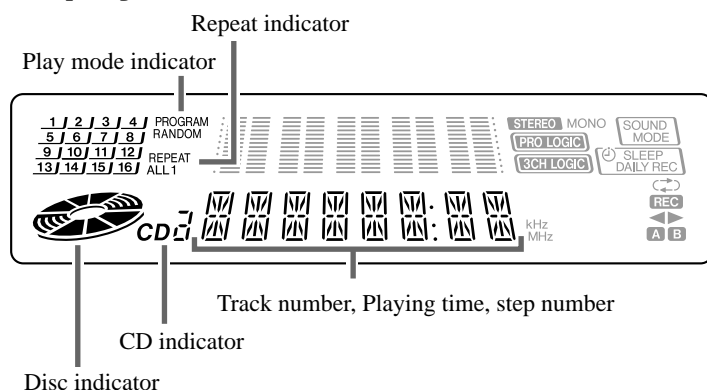 Repeat indicator
Play mode indicator
1 2 3 4 PROGRAM
5 6 7 8 RANDOM
9 10 11 12 REPEAT
13 14 15 16 ALL 1
STEREO MONO
PRO LOGIC
3CH LOGIC
SOUND
MODE
SLEEP
DAILY REC
REC
A B
CD
kHz
MHz
Track number, Playing time, step number
CD indicator
Disc indicator